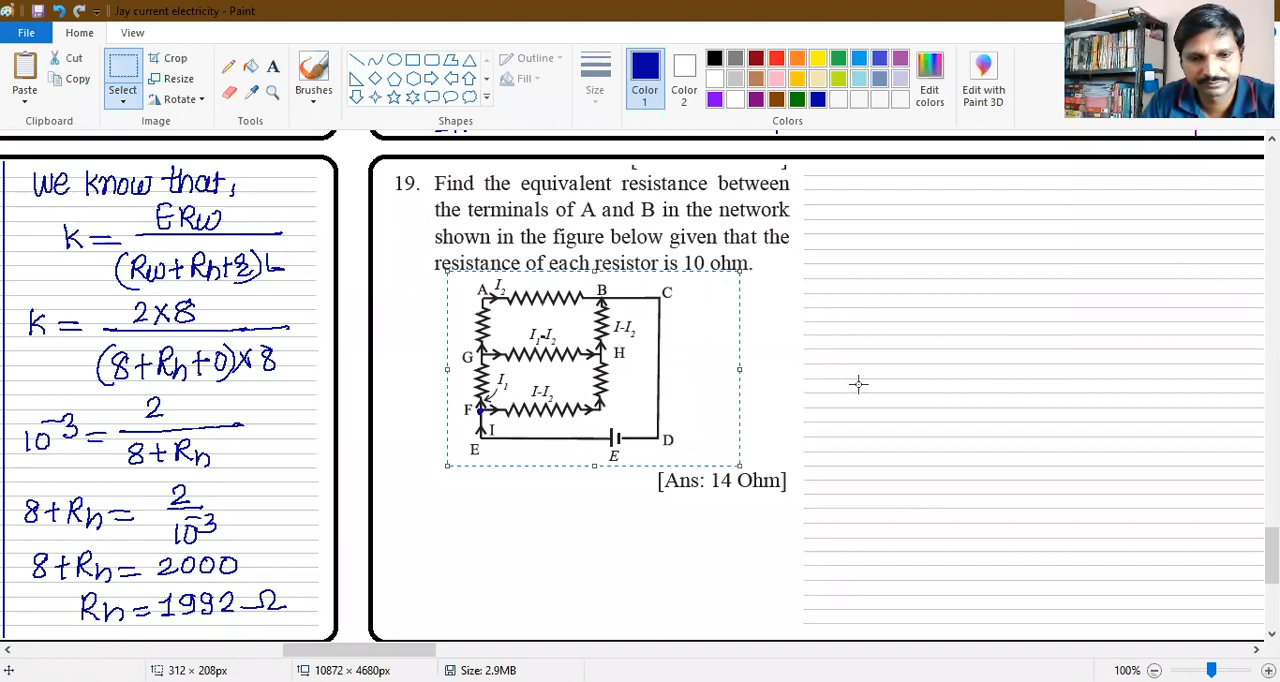 Jay current electricity - Paint
File Home View
Paste
Cut
Copy
Clipboard
Select
Crop
Resize
Rotate
Image
A
Tools
Brushes
Shapes
Outline
Fill
Size
Color 1
Color 2
Edit colors
Edit with Paint 3D
Colors
We know that,
K = ERw
(Rw+Rh+r)L
K = 2×8
(8+Rh+0)×8
10⁻³ = 2
8+Rh
8+Rh = 2
10⁻³
8+Rh = 2000
Rh = 1992 Ω
19. Find the equivalent resistance between
the terminals of A and B in the network
shown in the figure below given that the
resistance of each resistor is 10 ohm.
A I₂ B C
I-I₂
I₁-I₂
G H
I₁
I-I₂
F
I
E E D
[Ans: 14 Ohm]
312 × 208px
10872 × 4680px
Size: 2.9MB
100%